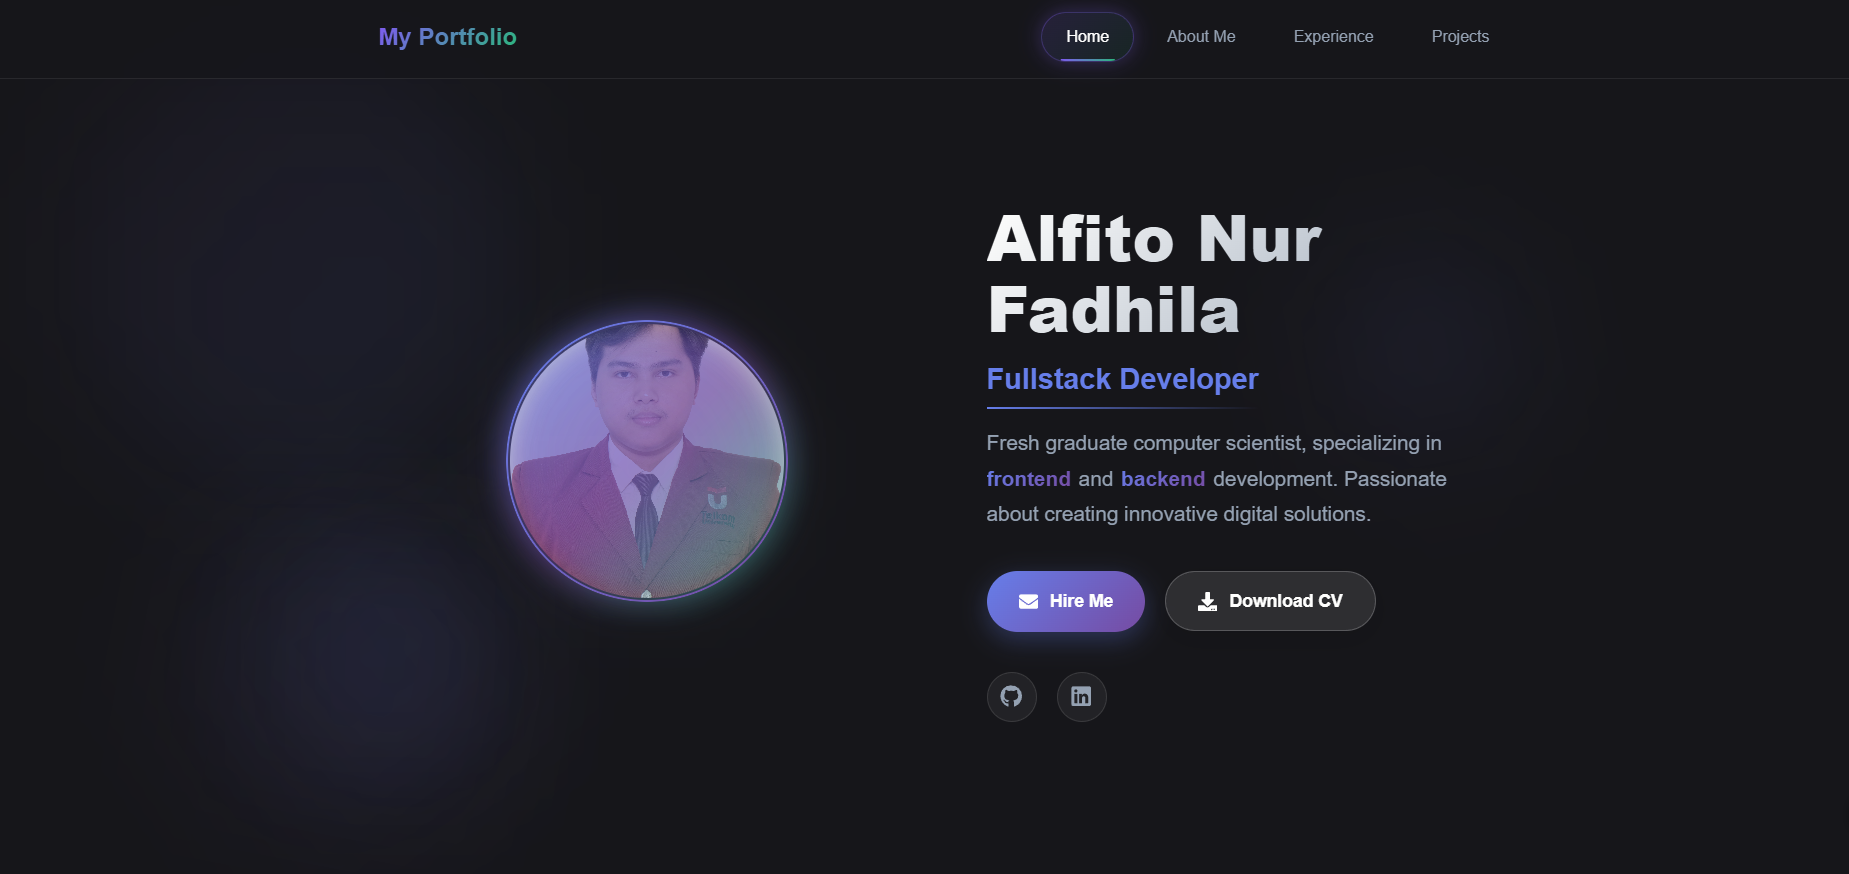 My Portfolio
Home
About Me
Experience
Projects
Alfito Nur
Fadhila
Fullstack Developer
Fresh graduate computer scientist, specializing in
frontend and backend development. Passionate
about creating innovative digital solutions.
Hire Me
Download CV
in